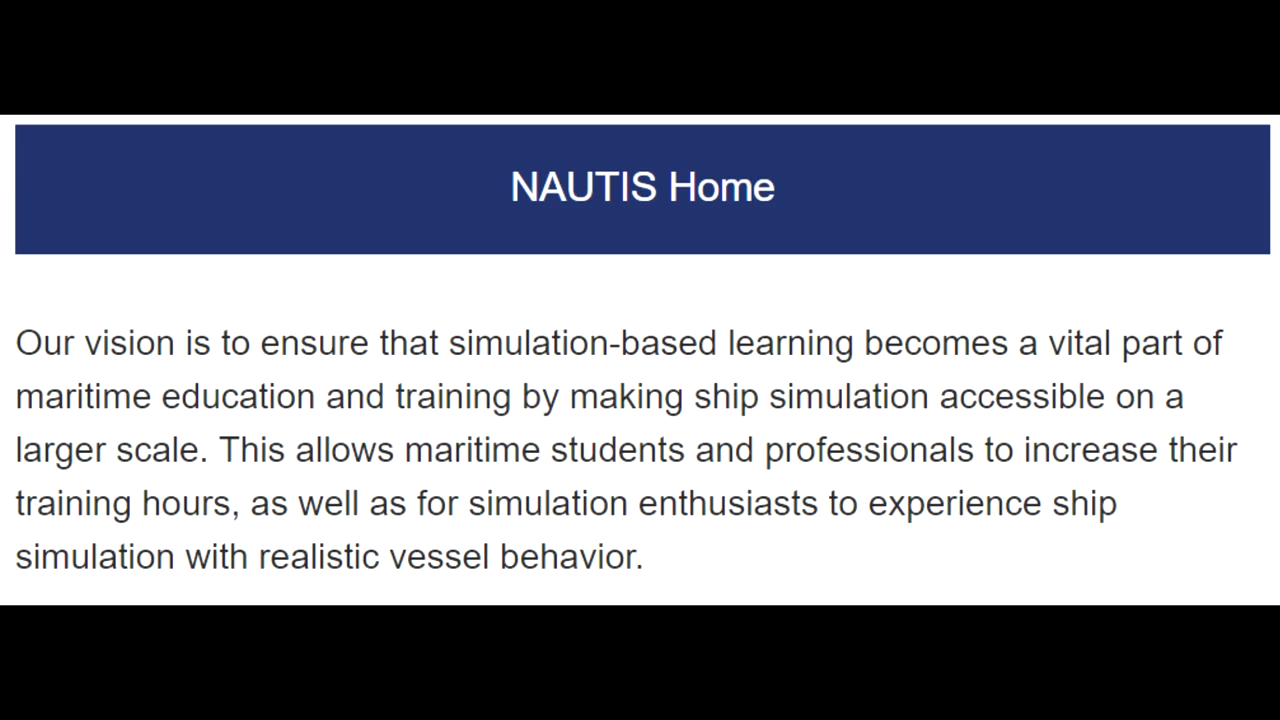 NAUTIS Home
Our vision is to ensure that simulation-based learning becomes a vital part of
maritime education and training by making ship simulation accessible on a
larger scale. This allows maritime students and professionals to increase their
training hours, as well as for simulation enthusiasts to experience ship
simulation with realistic vessel behavior.